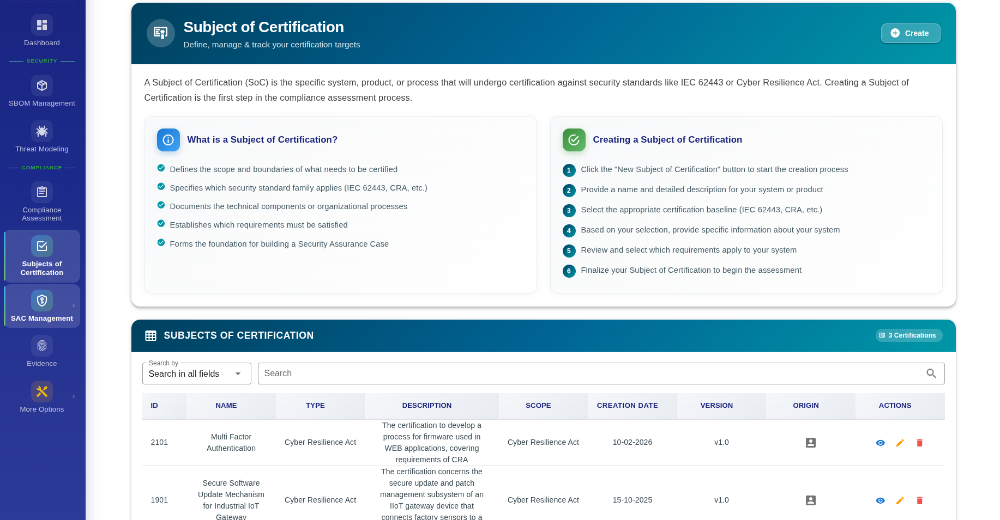 Dashboard
SECURITY
SBOM Management
Threat Modeling
COMPLIANCE
Compliance
Assessment
Subjects of
Certification
SAC Management
Evidence
More Options
Subject of Certification
Define, manage & track your certification targets
Create
A Subject of Certification (SoC) is the specific system, product, or process that will undergo certification against security standards like IEC 62443 or Cyber Resilience Act. Creating a Subject of
Certification is the first step in the compliance assessment process.
What is a Subject of Certification?
Defines the scope and boundaries of what needs to be certified
Specifies which security standard family applies (IEC 62443, CRA, etc.)
Documents the technical components or organizational processes
Establishes which requirements must be satisfied
Forms the foundation for building a Security Assurance Case
Creating a Subject of Certification
1 Click the "New Subject of Certification" button to start the creation process
2 Provide a name and detailed description for your system or product
3 Select the appropriate certification baseline (IEC 62443, CRA, etc.)
4 Based on your selection, provide specific information about your system
5 Review and select which requirements apply to your system
6 Finalize your Subject of Certification to begin the assessment
SUBJECTS OF CERTIFICATION
3 Certifications
Search by
Search in all fields
Search
ID NAME TYPE DESCRIPTION SCOPE CREATION DATE VERSION ORIGIN ACTIONS
2101
Multi Factor
Authentication
Cyber Resilience Act
The certification to develop a
process for firmware used in
WEB applications, covering
requirements of CRA
Cyber Resilience Act
10-02-2026
v1.0
1901
Secure Software
Update Mechanism
for Industrial IoT
Gateway
Cyber Resilience Act
The certification concerns the
secure update and patch
management subsystem of an
IIoT gateway device that
connects factory sensors to a
Cyber Resilience Act
15-10-2025
v1.0